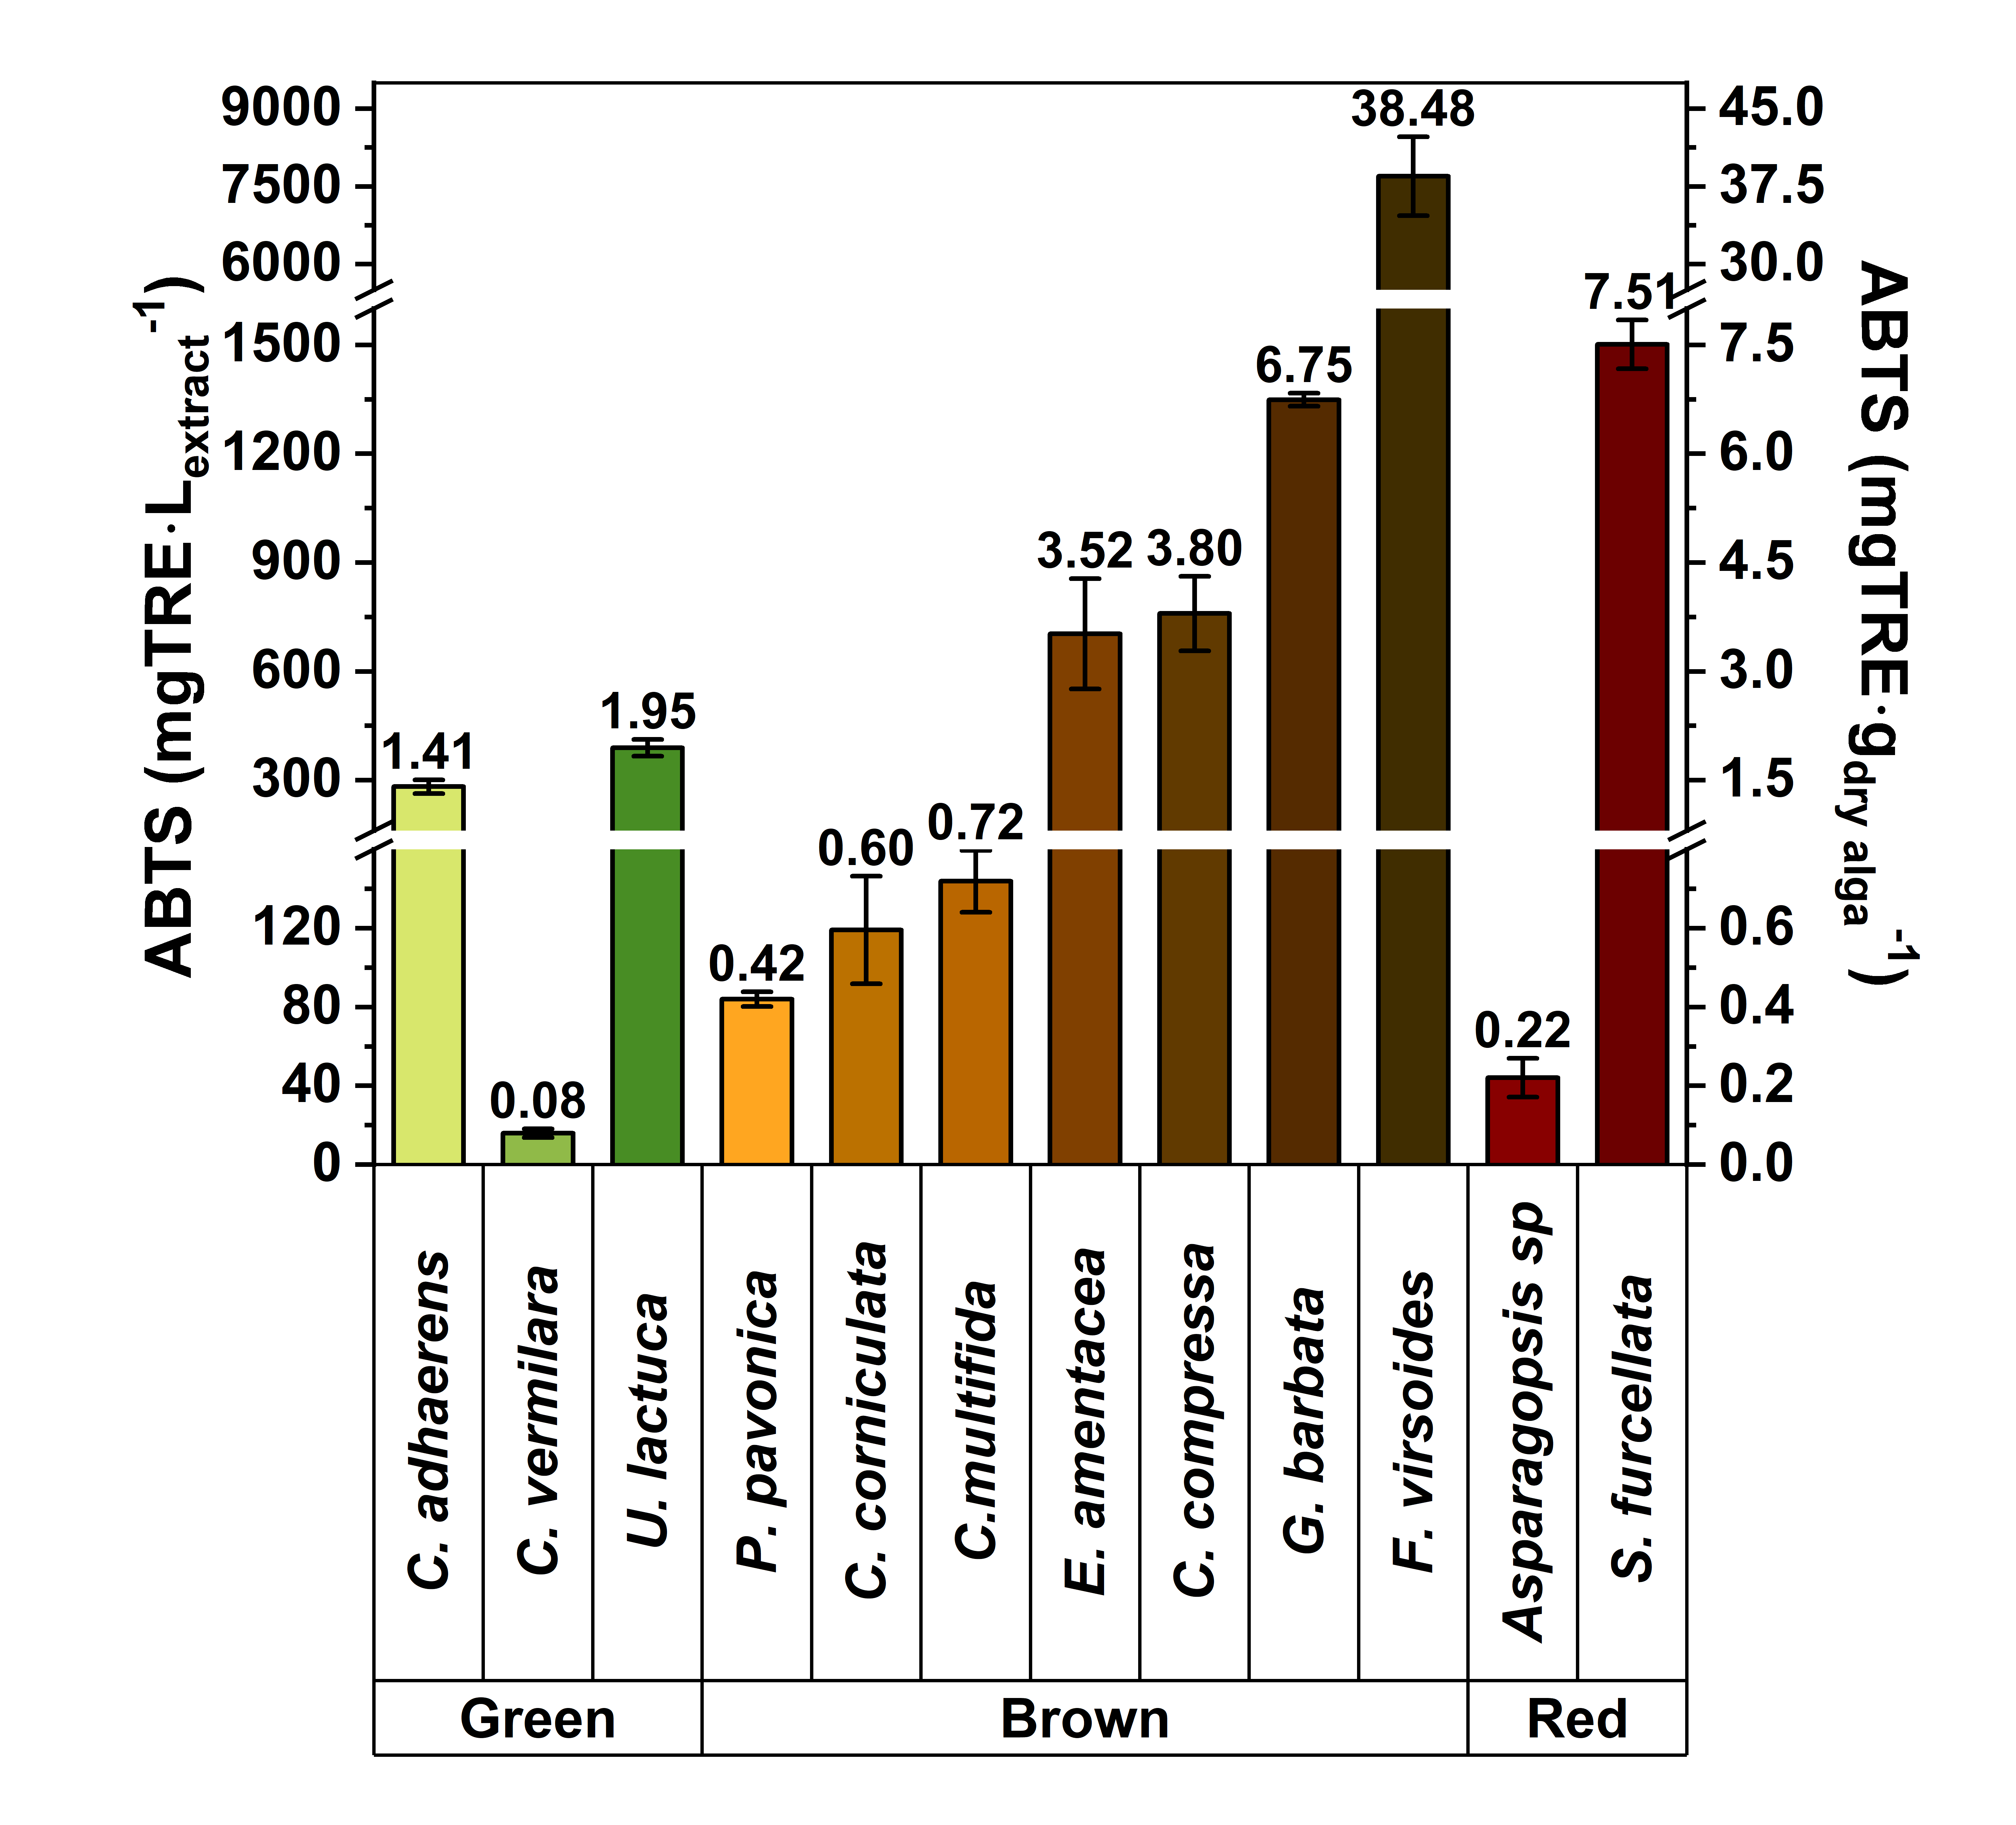 ABTS (mgTRE·Lextract-1)
9000
7500
6000
1500
1200
900
600
300
120
80
40
0
1.41
0.08
1.95
0.42
0.60
0.72
3.52
3.80
6.75
38.48
0.22
7.51
45.0
37.5
30.0
7.5
6.0
4.5
3.0
1.5
0.6
0.4
0.2
0.0
ABTS (mgTRE·gdry alga-1)
C. adhaerens
C. vermilara
U. lactuca
P. pavonica
C. corniculata
C.multifida
E. amentacea
C. compressa
G. barbata
F. virsoides
Asparagopsis sp
S. furcellata
Green
Brown
Red